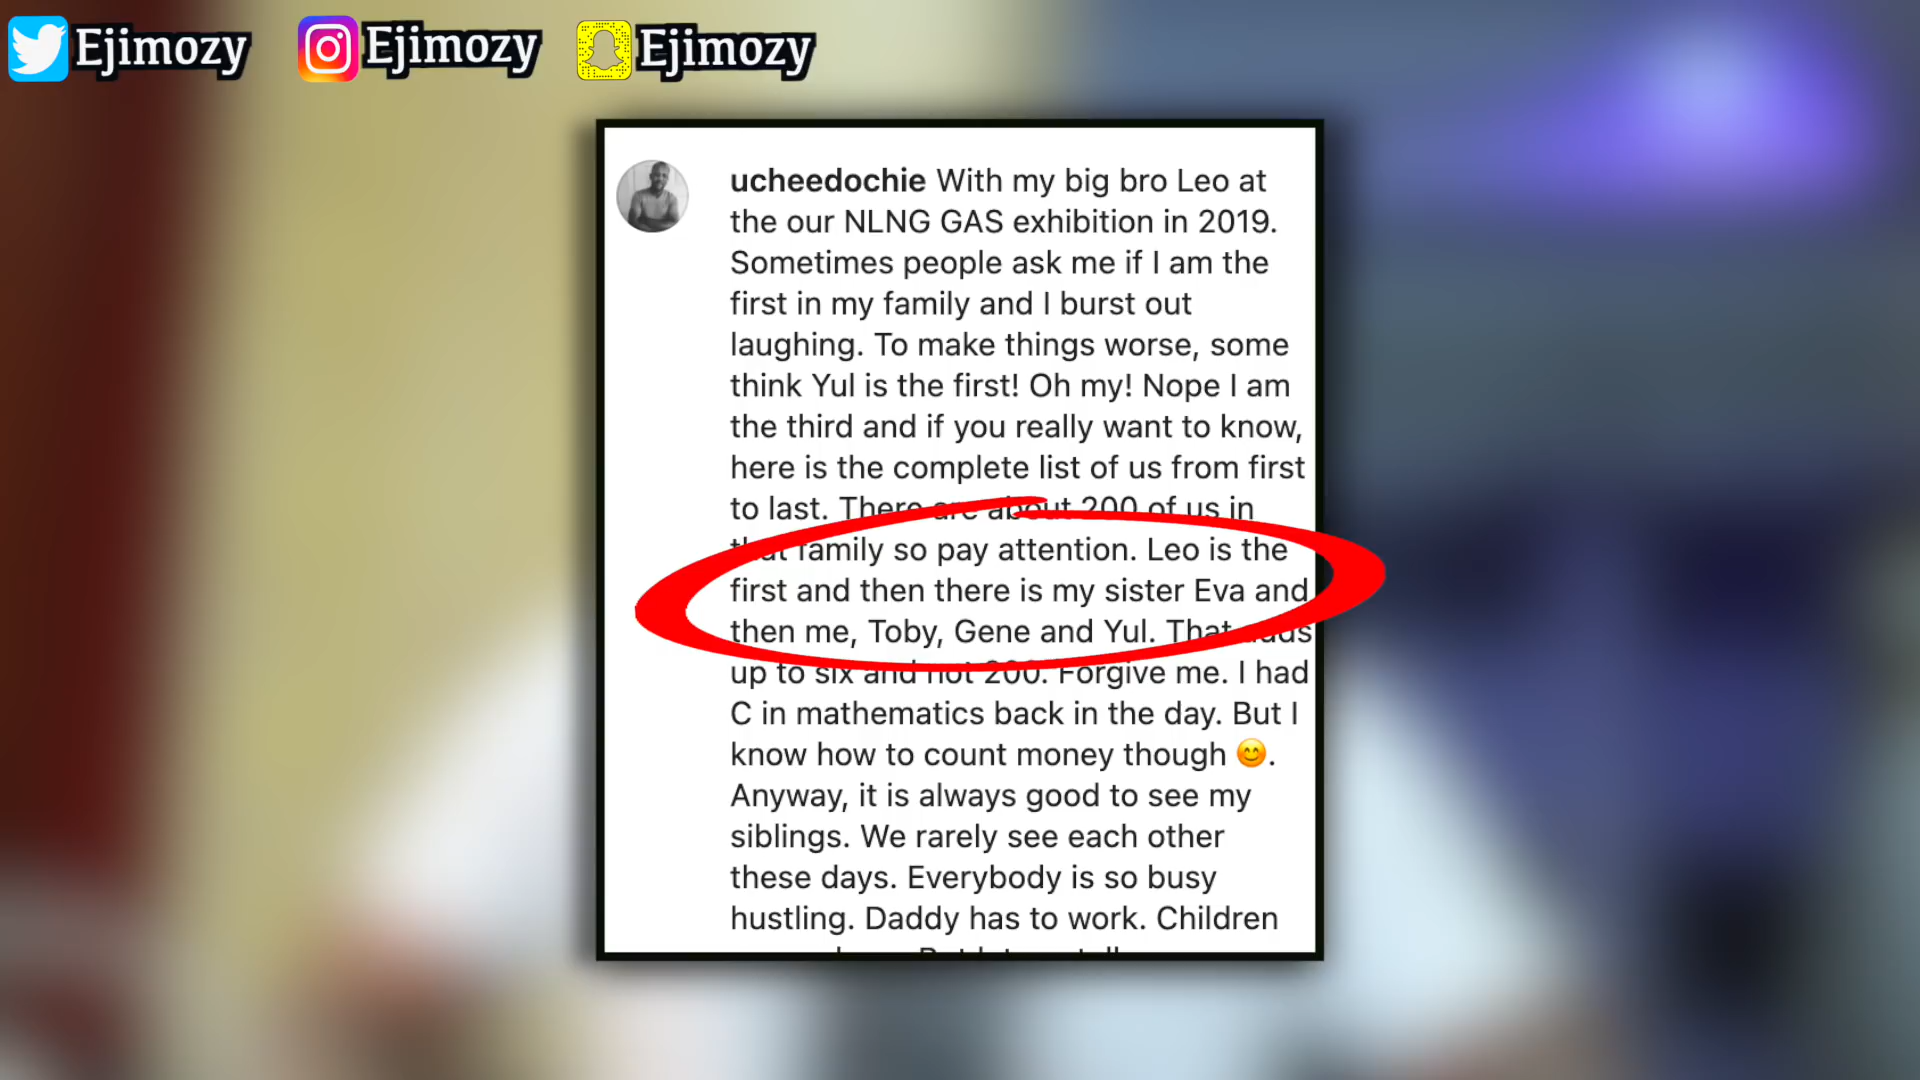 Ejimozy Ejimozy Ejimozy
ucheedochie With my big bro Leo at
the our NLNG GAS exhibition in 2019.
Sometimes people ask me if I am the
first in my family and I burst out
laughing. To make things worse, some
think Yul is the first! Oh my! Nope I am
the third and if you really want to know,
here is the complete list of us from first
to last. There are about 200 of us in
that family so pay attention. Leo is the
first and then there is my sister Eva and
then me, Toby, Gene and Yul. That adds
up to six and not 200. Forgive me. I had
C in mathematics back in the day. But I
know how to count money though 😊.
Anyway, it is always good to see my
siblings. We rarely see each other
these days. Everybody is so busy
hustling. Daddy has to work. Children